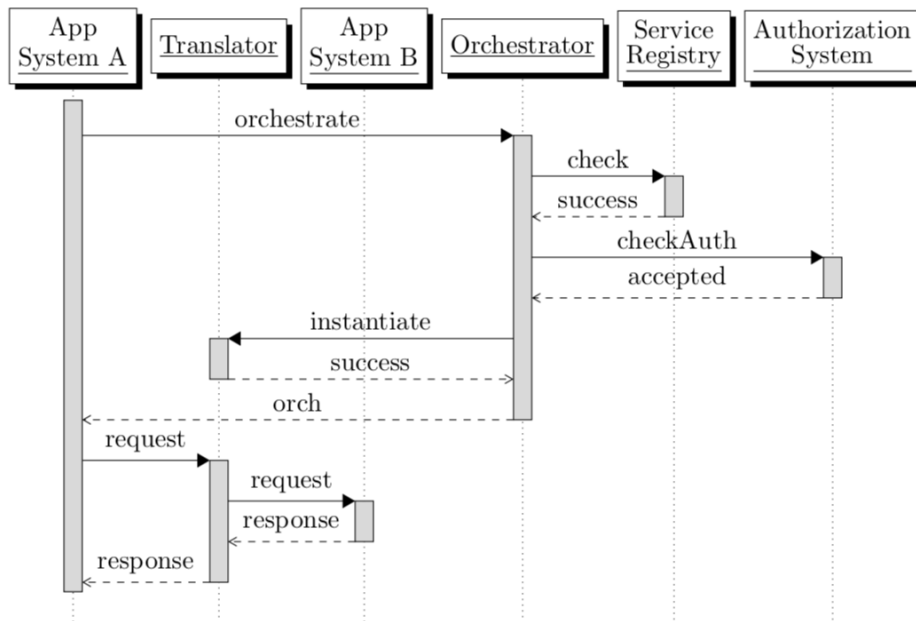 App
System A
Translator
App
System B
Orchestrator
Service
Registry
Authorization
System
orchestrate
check
success
checkAuth
accepted
instantiate
success
orch
request
request
response
response